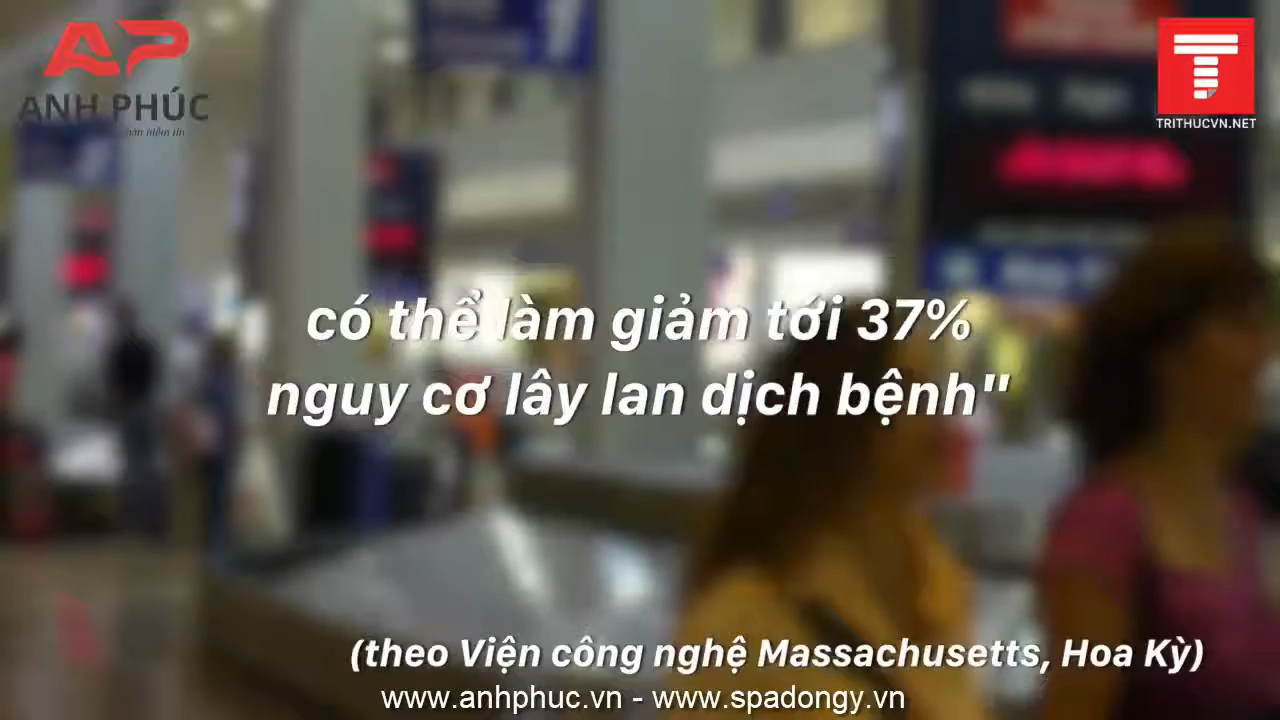 AP
ANH PHÚC
TRITHUCVN.NET
có thể làm giảm tới 37%
nguy cơ lây lan dịch bệnh"
(theo Viện công nghệ Massachusetts, Hoa Kỳ)
www.anhphuc.vn - www.spadongy.vn